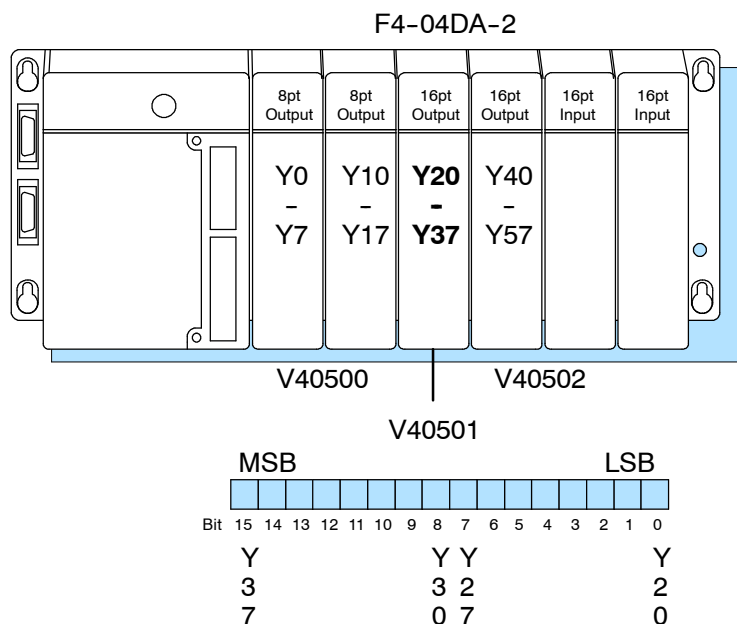 F4-04DA-2
8pt 8pt 16pt 16pt 16pt 16pt
Output Output Output Output Input Input
Y0 Y10 Y20 Y40
- - - -
Y7 Y17 Y37 Y57
V40500 V40502
V40501
MSB LSB
Bit 15 14 13 12 11 10 9 8 7 6 5 4 3 2 1 0
Y Y Y Y
3 3 2 2
7 0 7 0